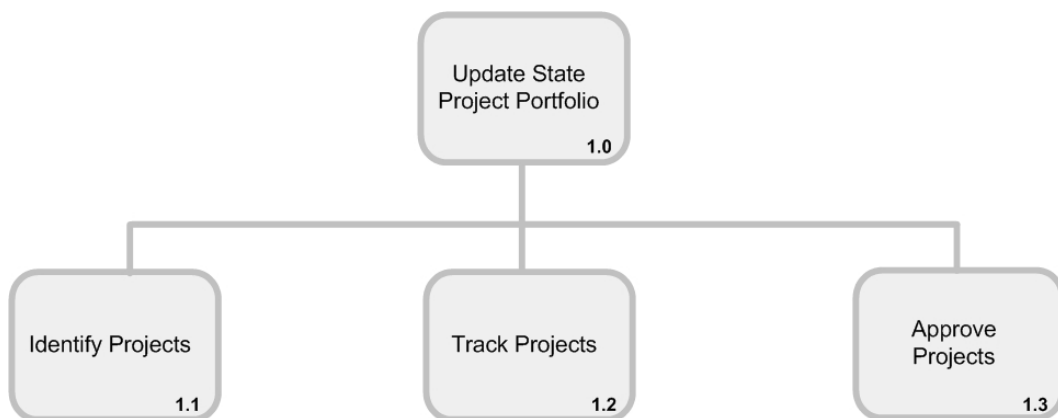 Update State
Project Portfolio
1.0
Identify Projects
1.1
Track Projects
1.2
Approve
Projects
1.3